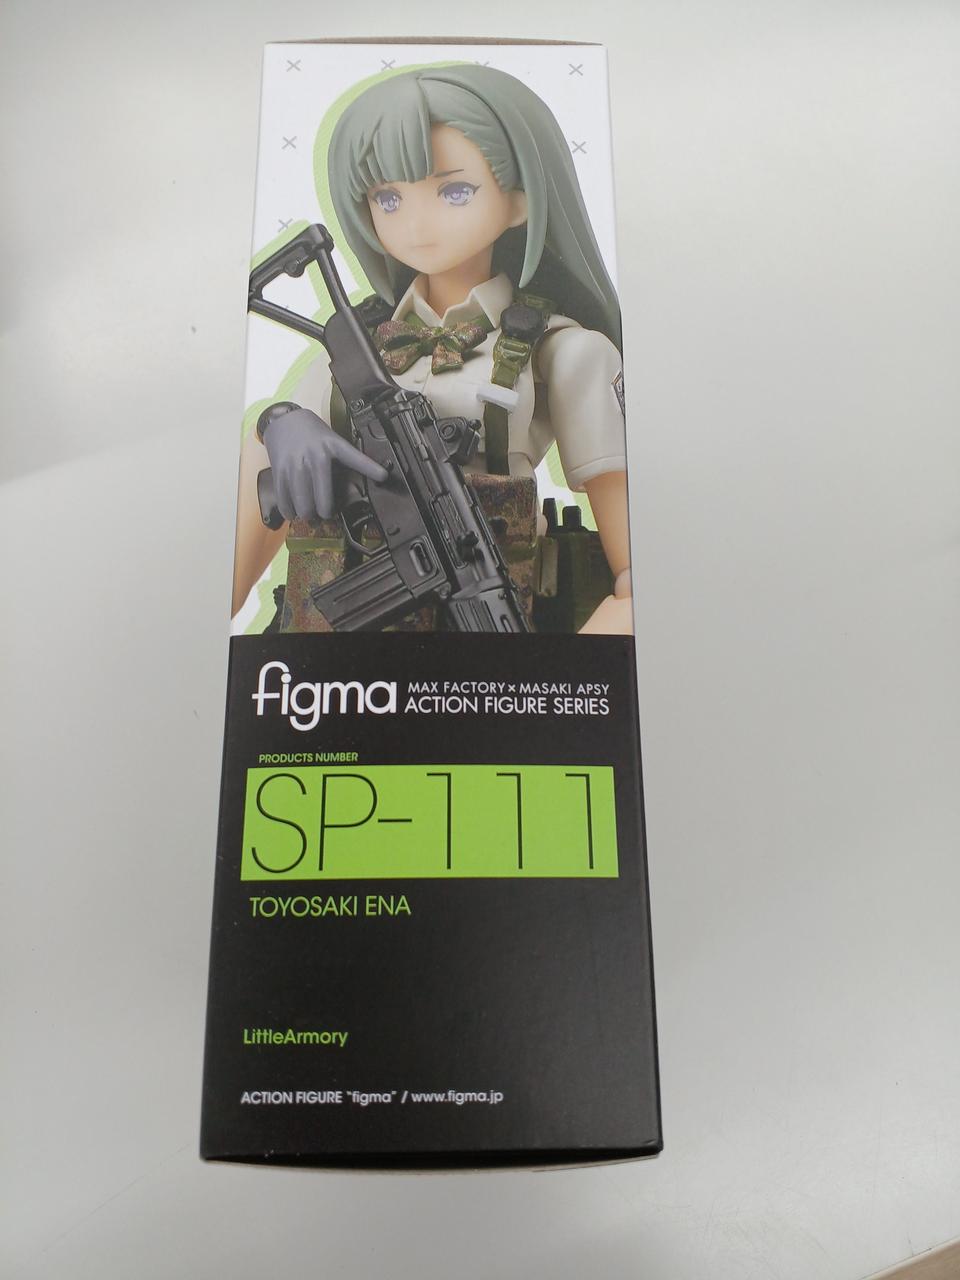 figma
MAX FACTORY × MASAKI APSY
ACTION FIGURE SERIES
PRODUCTS NUMBER
SP-111
TOYOSAKI ENA
LittleArmory
ACTION FIGURE "figma" / www.figma.jp